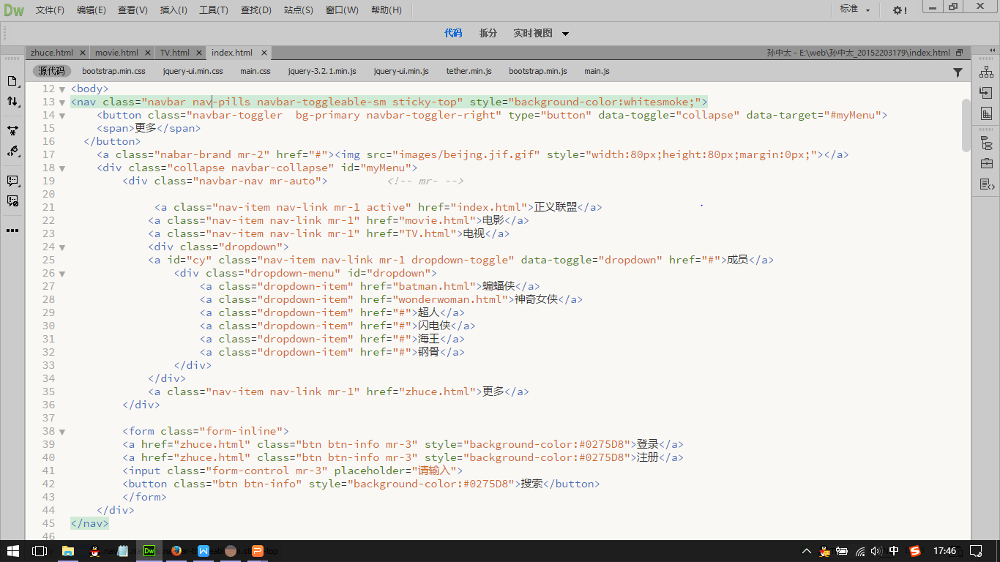 Dw 文件(F) 编辑(E) 查看(V) 插入(I) 工具(T) 查找(D) 站点(S) 窗口(W) 帮助(H) 标准
代码 拆分 实时视图
zhuce.html movie.html TV.html index.html 孙中太 - E:\web\孙中太_20152203179\index.html
源代码 bootstrap.min.css jquery-ui.min.css main.css jquery-3.2.1.min.js jquery-ui.min.js tether.min.js bootstrap.min.js main.js
12 <body>
13 <nav class="navbar nav-pills navbar-toggleable-sm sticky-top" style="background-color:whitesmoke;">
14 <button class="navbar-toggler  bg-primary navbar-toggler-right" type="button" data-toggle="collapse" data-target="#myMenu">
15 <span>更多</span>
16 </button>
17 <a class="nabar-brand mr-2" href="#"><img src="images/beijng.jif.gif" style="width:80px;height:80px;margin:0px;"></a>
18 <div class="collapse navbar-collapse" id="myMenu">
19 <div class="navbar-nav mr-auto"> <!-- mr- -->
20
21 <a class="nav-item nav-link mr-1 active" href="index.html">正义联盟</a>
22 <a class="nav-item nav-link mr-1" href="movie.html">电影</a>
23 <a class="nav-item nav-link mr-1" href="TV.html">电视</a>
24 <div class="dropdown">
25 <a id="cy" class="nav-item nav-link mr-1 dropdown-toggle" data-toggle="dropdown" href="#">成员</a>
26 <div class="dropdown-menu" id="dropdown">
27 <a class="dropdown-item" href="batman.html">蝙蝠侠</a>
28 <a class="dropdown-item" href="wonderwoman.html">神奇女侠</a>
29 <a class="dropdown-item" href="#">超人</a>
30 <a class="dropdown-item" href="#">闪电侠</a>
31 <a class="dropdown-item" href="#">海王</a>
32 <a class="dropdown-item" href="#">钢骨</a>
33 </div>
34 </div>
35 <a class="nav-item nav-link mr-1" href="zhuce.html">更多</a>
36 </div>
37
38 <form class="form-inline">
39 <a href="zhuce.html" class="btn btn-info mr-3" style="background-color:#0275D8">登录</a>
40 <a href="zhuce.html" class="btn btn-info mr-3" style="background-color:#0275D8">注册</a>
41 <input class="form-control mr-3" placeholder="请输入">
42 <button class="btn btn-info" style="background-color:#0275D8">搜索</button>
43 </form>
44 </div>
45 </nav>
46
Dw 中 17:46